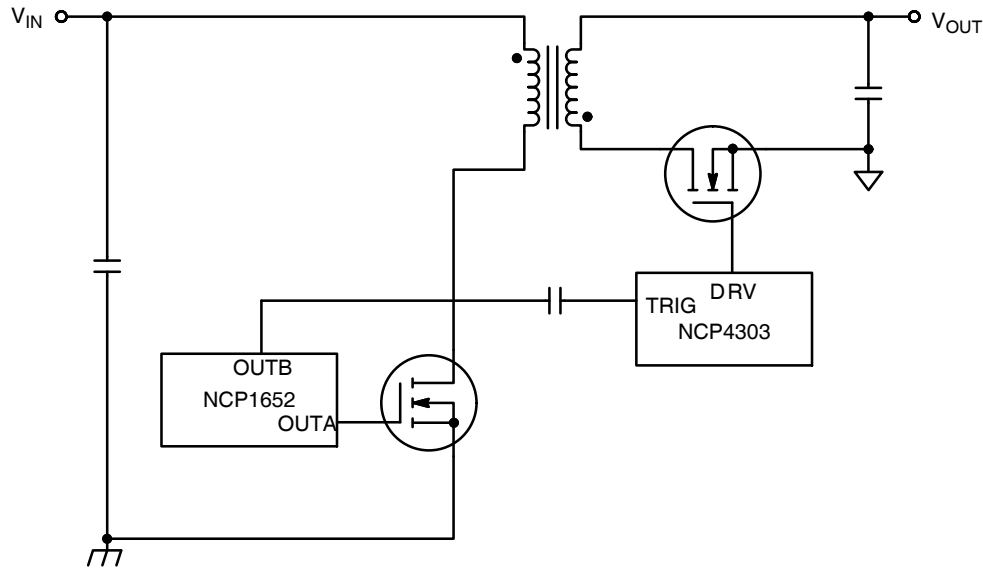 VIN
VOUT
DRV
TRIG
NCP4303
OUTB
NCP1652
OUTA